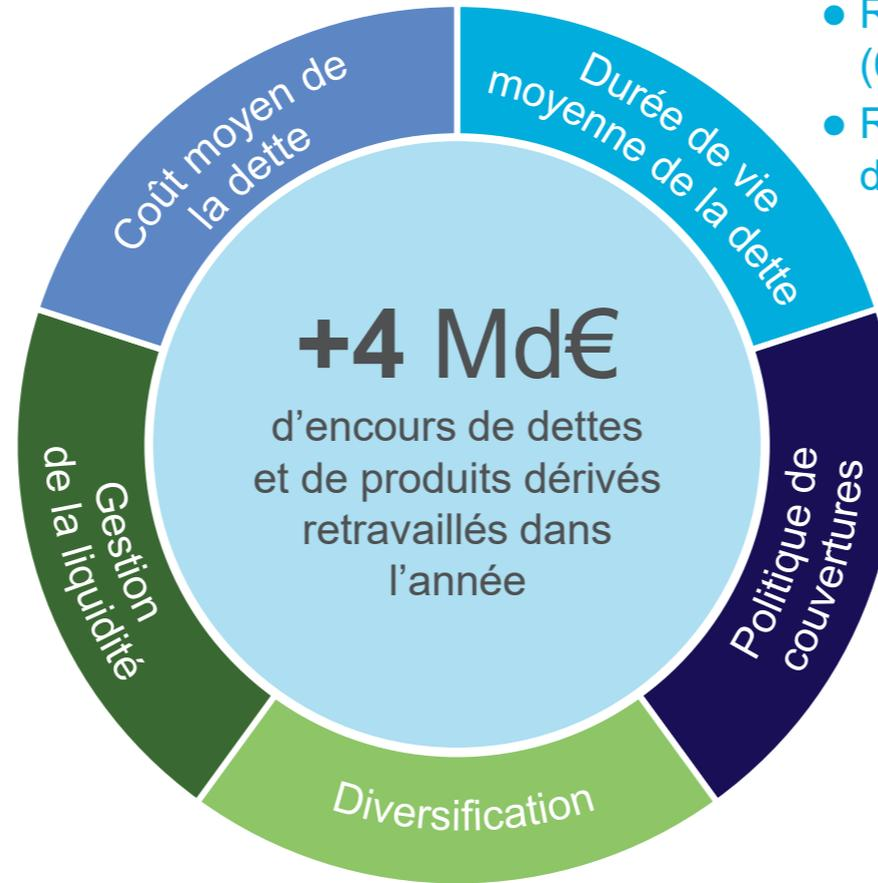 Coût moyen de
la dette
Durée de vie
moyenne de la dette
+4 Md€
d’encours de dettes
et de produits dérivés
retravaillés dans
l’année
Gestion
de la liquidité
Politique de
couvertures
Diversification